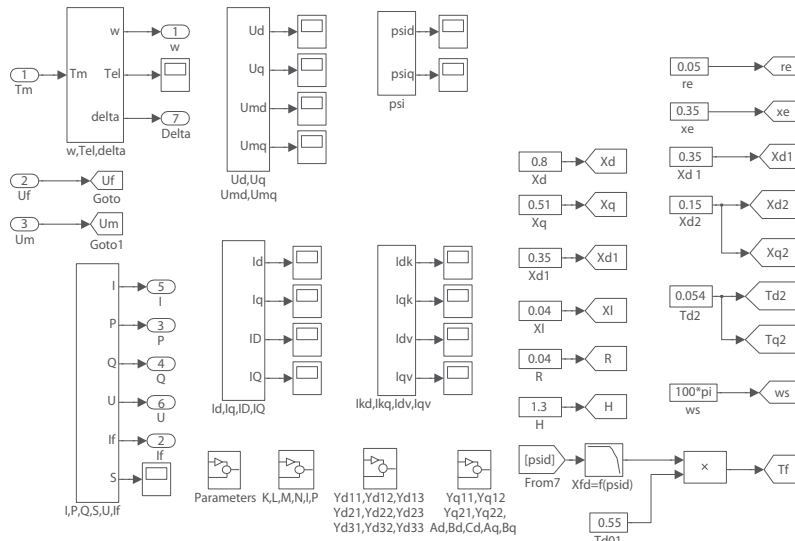 w
1
w
1
Tm
Tm
Tel
delta
7
Delta
w,Tel,delta
2
Uf
Uf
Goto
3
Um
Um
Goto1
Ud
Uq
Umd
Umq
Ud,Uq
Umd,Umq
psid
psiq
psi
0.8
Xd
Xd
0.51
Xq
Xq
0.35
Xd1
Xd1
0.04
Xl
Xl
0.04
R
R
1.3
H
H
0.05
re
re
0.35
xe
xe
0.35
Xd1
Xd 1
0.15
Xd2
Xd2
Xq2
0.054
Td2
Td2
Tq2
100*pi
ws
ws
I
5
I
P
3
P
Q
4
Q
U
6
U
If
2
If
S
I,P,Q,S,U,If
Id
Iq
ID
IQ
Id,Iq,ID,IQ
Idk
Iqk
Idv
Iqv
Ikd,Ikq,Idv,Iqv
Parameters
K,L,M,N,I,P
Yd11,Yd12,Yd13
Yd21,Yd22,Yd23
Yd31,Yd32,Yd33
Yq11,Yq12
Yq21,Yq22,
Ad,Bd,Cd,Aq,Bq
[psid]
From7
Xfd=f(psid)
×
Tf
0.55
Td01